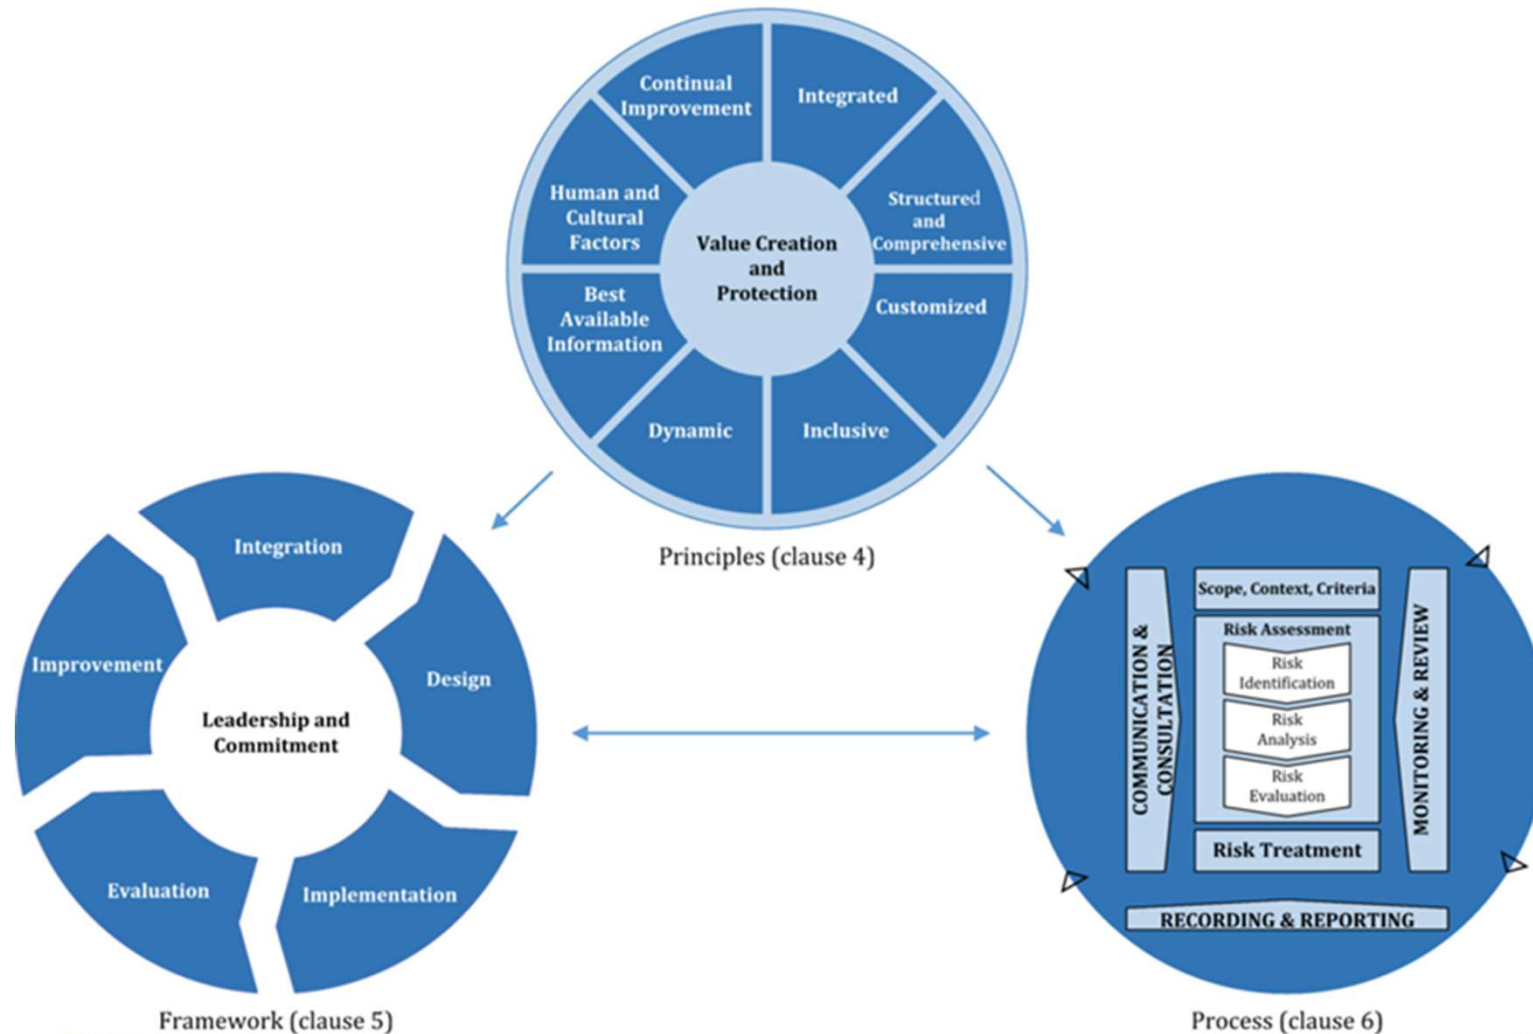 Continual
Improvement
Integrated
Human and
Cultural
Factors
Structured
and
Comprehensive
Value Creation
and
Protection
Best
Available
Information
Customized
Dynamic
Inclusive
Principles (clause 4)
Integration
Improvement
Design
Leadership and
Commitment
Evaluation
Implementation
Framework (clause 5)
COMMUNICATION &
CONSULTATION
Scope, Context, Criteria
Risk Assessment
Risk
Identification
Risk
Analysis
Risk
Evaluation
Risk Treatment
MONITORING & REVIEW
RECORDING & REPORTING
Process (clause 6)